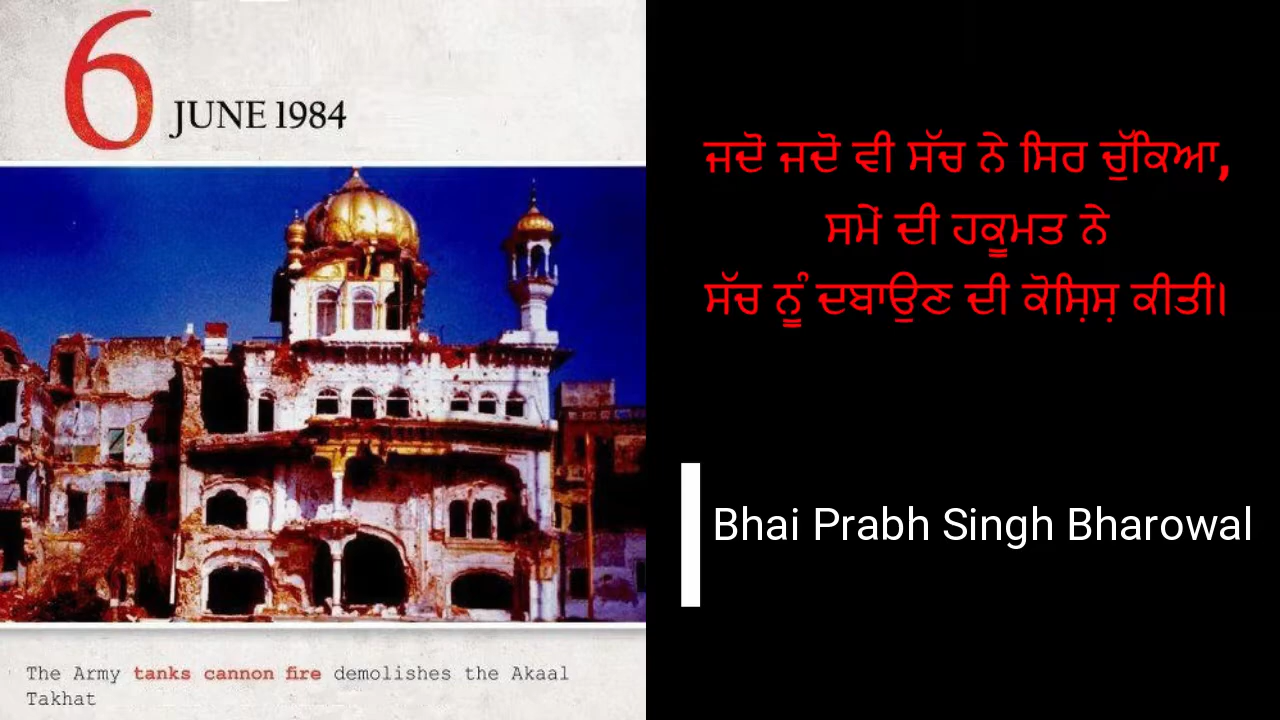 6 JUNE 1984
The Army tanks cannon fire demolishes the Akaal
Takhat
ਜਦੋ ਜਦੋ ਵੀ ਸੱਚ ਨੇ ਸਿਰ ਚੁੱਕਿਆ,
ਸਮੇਂ ਦੀ ਹਕੂਮਤ ਨੇ
ਸੱਚ ਨੂੰ ਦਬਾਉਣ ਦੀ ਕੋਸਿ਼ਸ਼ ਕੀਤੀ।
Bhai Prabh Singh Bharowal